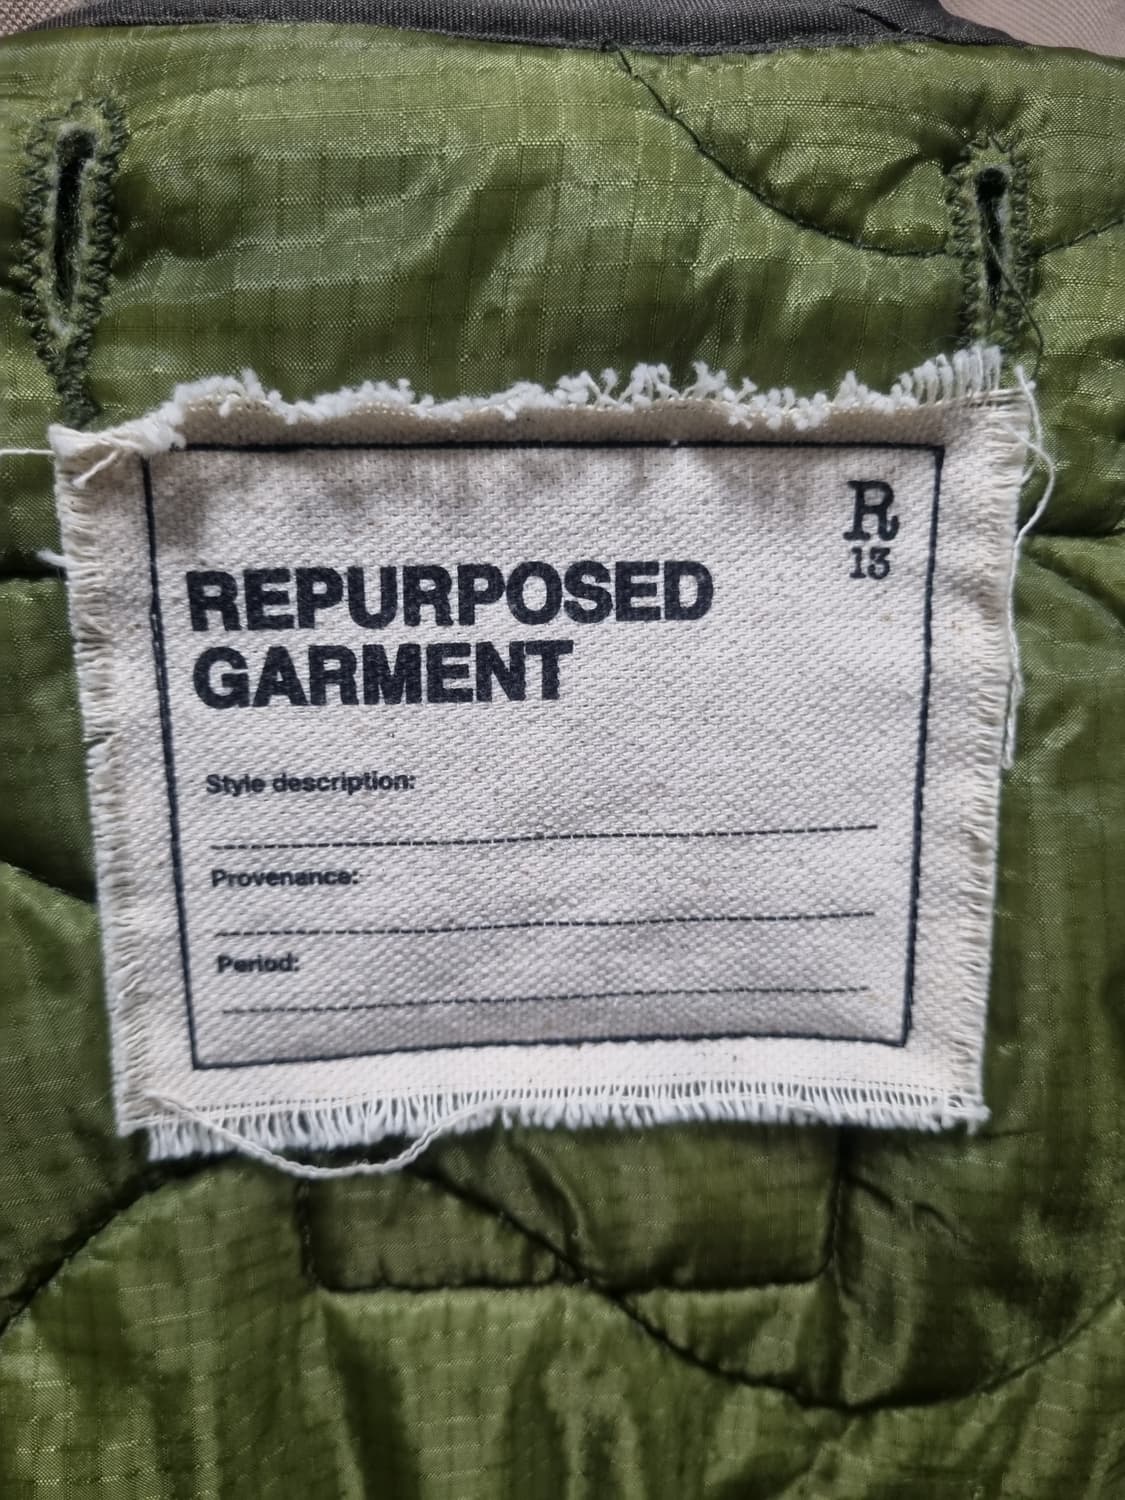 R
13
REPURPOSED
GARMENT
Style description:
Provenance:
Period: